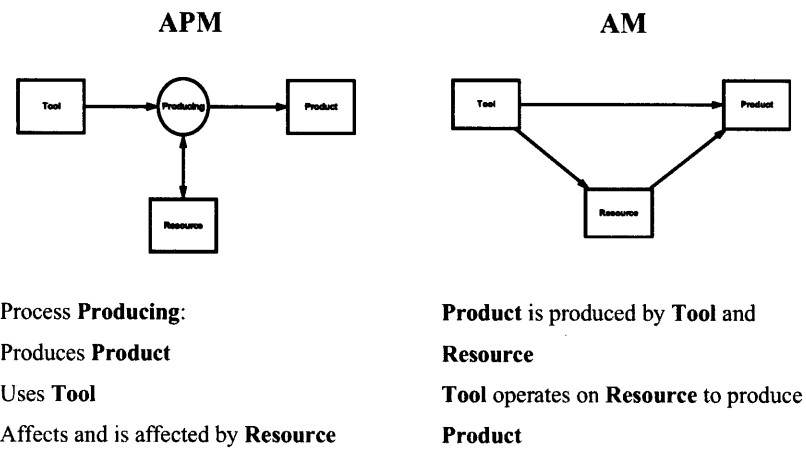 APM
AM
Tool
Producing
Product
Resource
Tool
Product
Resource
Process Producing:
Produces Product
Uses Tool
Affects and is affected by Resource
Product is produced by Tool and
Resource
Tool operates on Resource to produce
Product